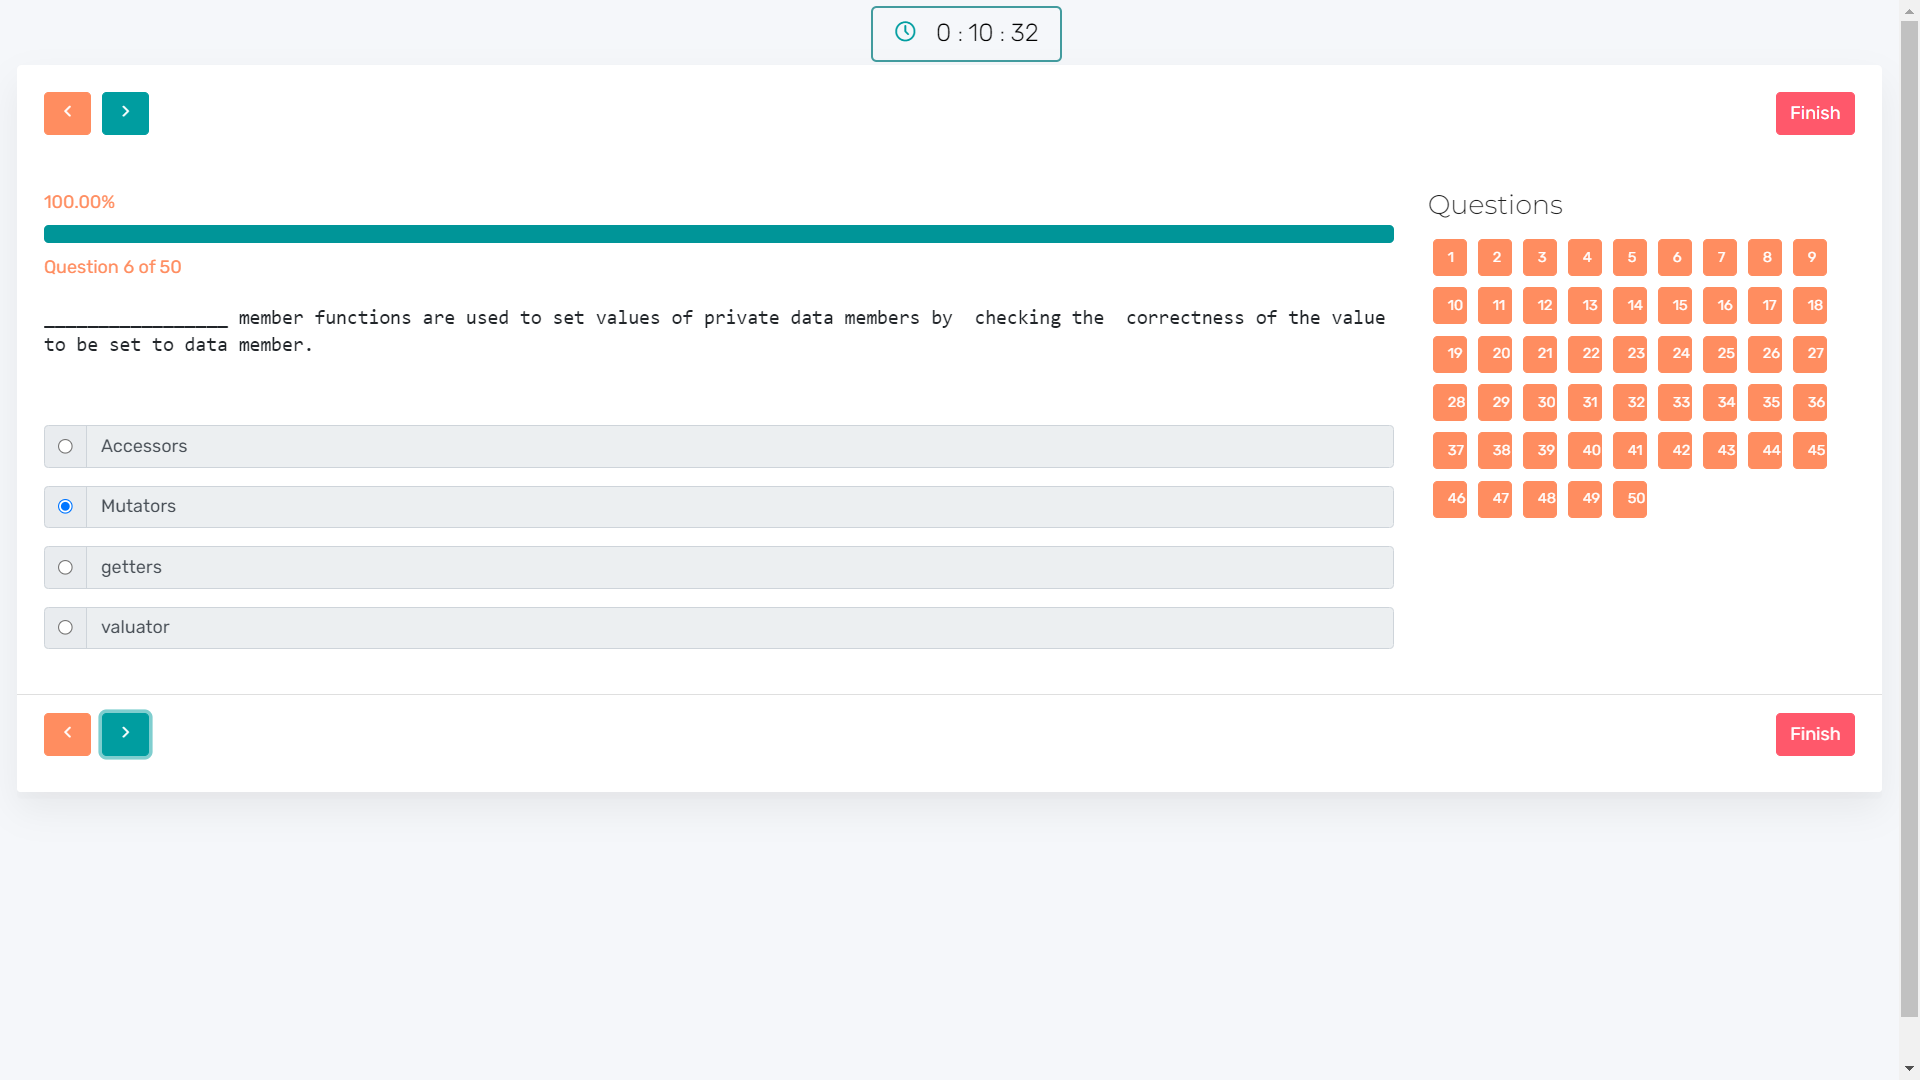 0 : 10 : 32
Finish
100.00%
Question 6 of 50
_________________ member functions are used to set values of private data members by  checking the  correctness of the value
to be set to data member.
Accessors
Mutators
getters
valuator
Questions
1 2 3 4 5 6 7 8 9
10 11 12 13 14 15 16 17 18
19 20 21 22 23 24 25 26 27
28 29 30 31 32 33 34 35 36
37 38 39 40 41 42 43 44 45
46 47 48 49 50
Finish